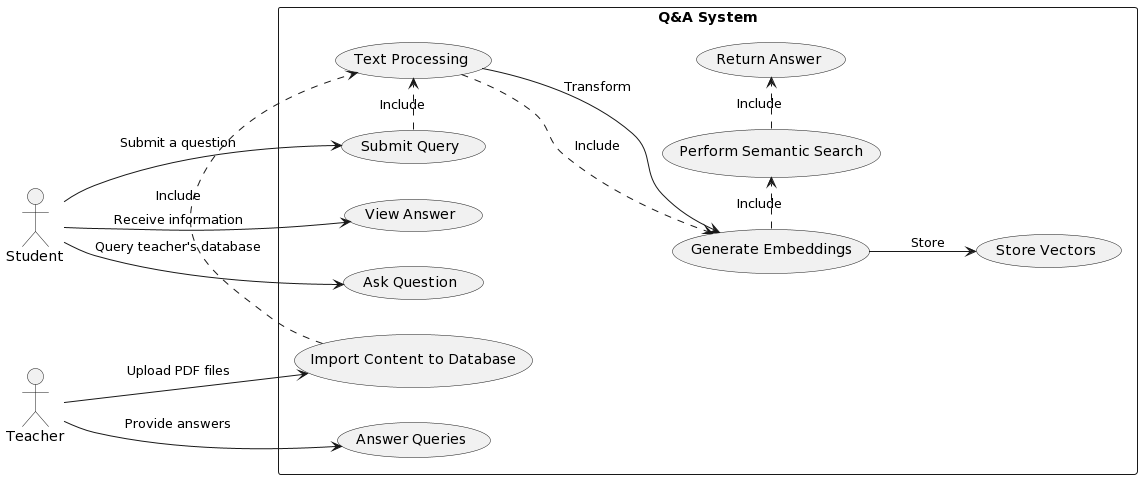 Q&A System
Text Processing
Return Answer
Transform
Include
Include
Submit a question
Submit Query
Include
Perform Semantic Search
Include
Include
Receive information
View Answer
Student
Query teacher's database
Generate Embeddings
Store
Store Vectors
Ask Question
Import Content to Database
Upload PDF files
Teacher
Provide answers
Answer Queries